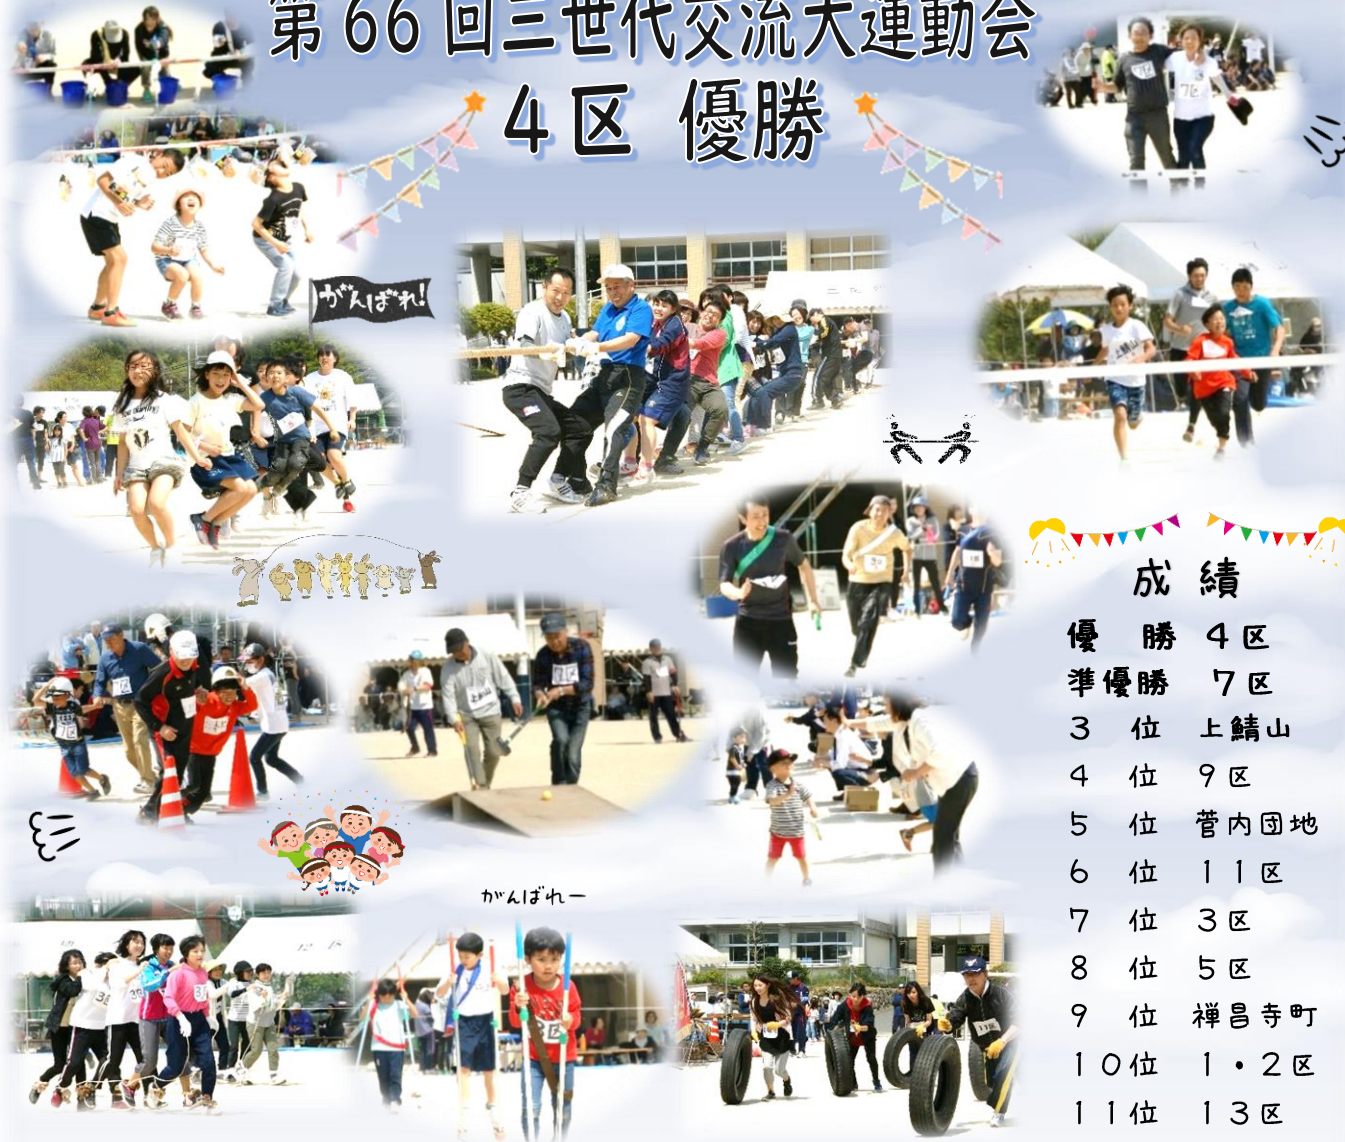 第66回三世代交流大運動会
4区 優勝
がんばれ!
成績
優勝 4区
準優勝 7区
3位 上鯖山
4位 9区
5位 菅内団地
6位 11区
7位 3区
8位 5区
9位 禅昌寺町
10位 1・2区
11位 13区
がんばれー